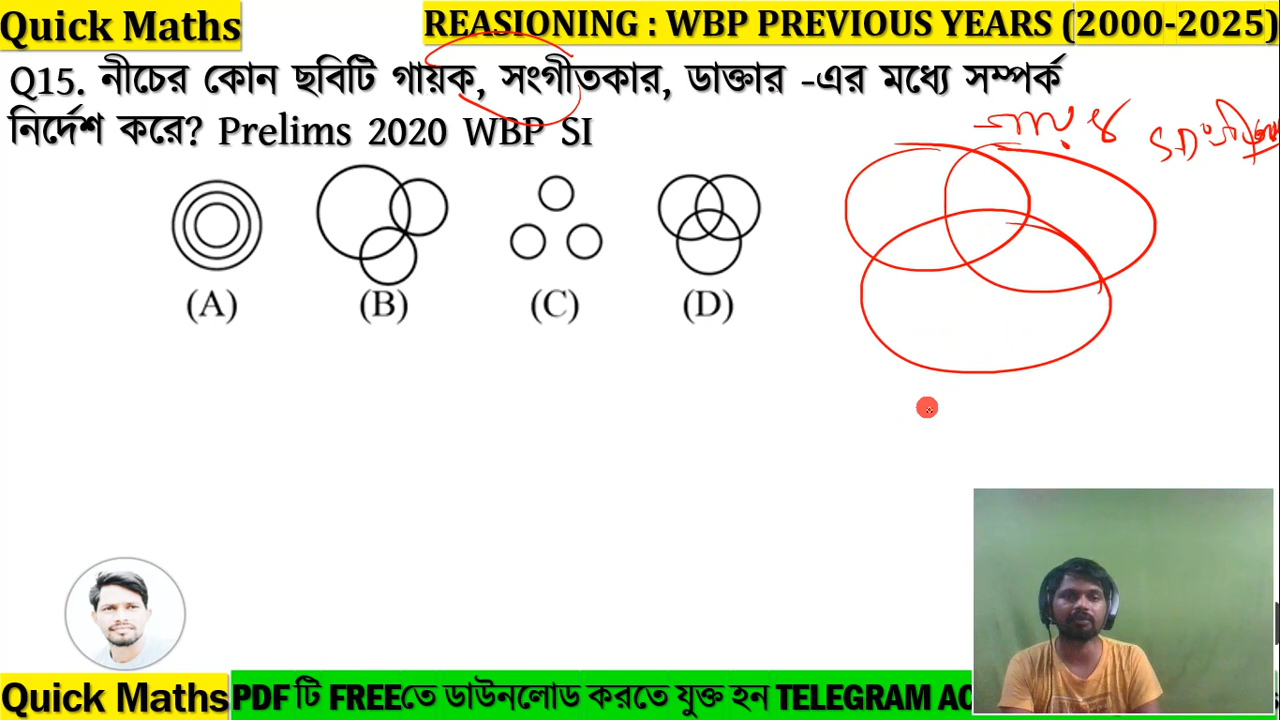 Quick Maths
REASONING : WBP PREVIOUS YEARS (2000-2025)
Q15. নীচের কোন ছবিটি গায়ক, সংগীতকার, ডাক্তার -এর মধ্যে সম্পর্ক
নির্দেশ করে? Prelims 2020 WBP SI
(A)
(B)
(C)
(D)
Quick Maths
PDF টি FREEতে ডাউনলোড করতে যুক্ত হন TELEGRAM AC